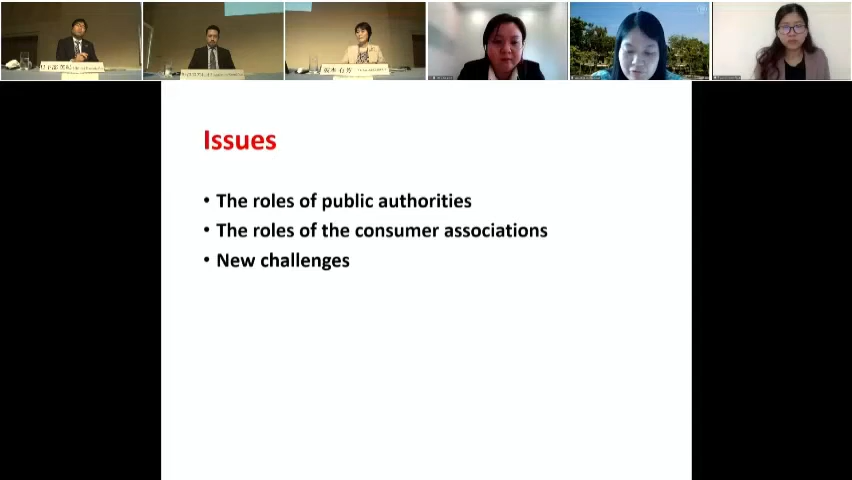 Issues
• The roles of public authorities
• The roles of the consumer associations
• New challenges